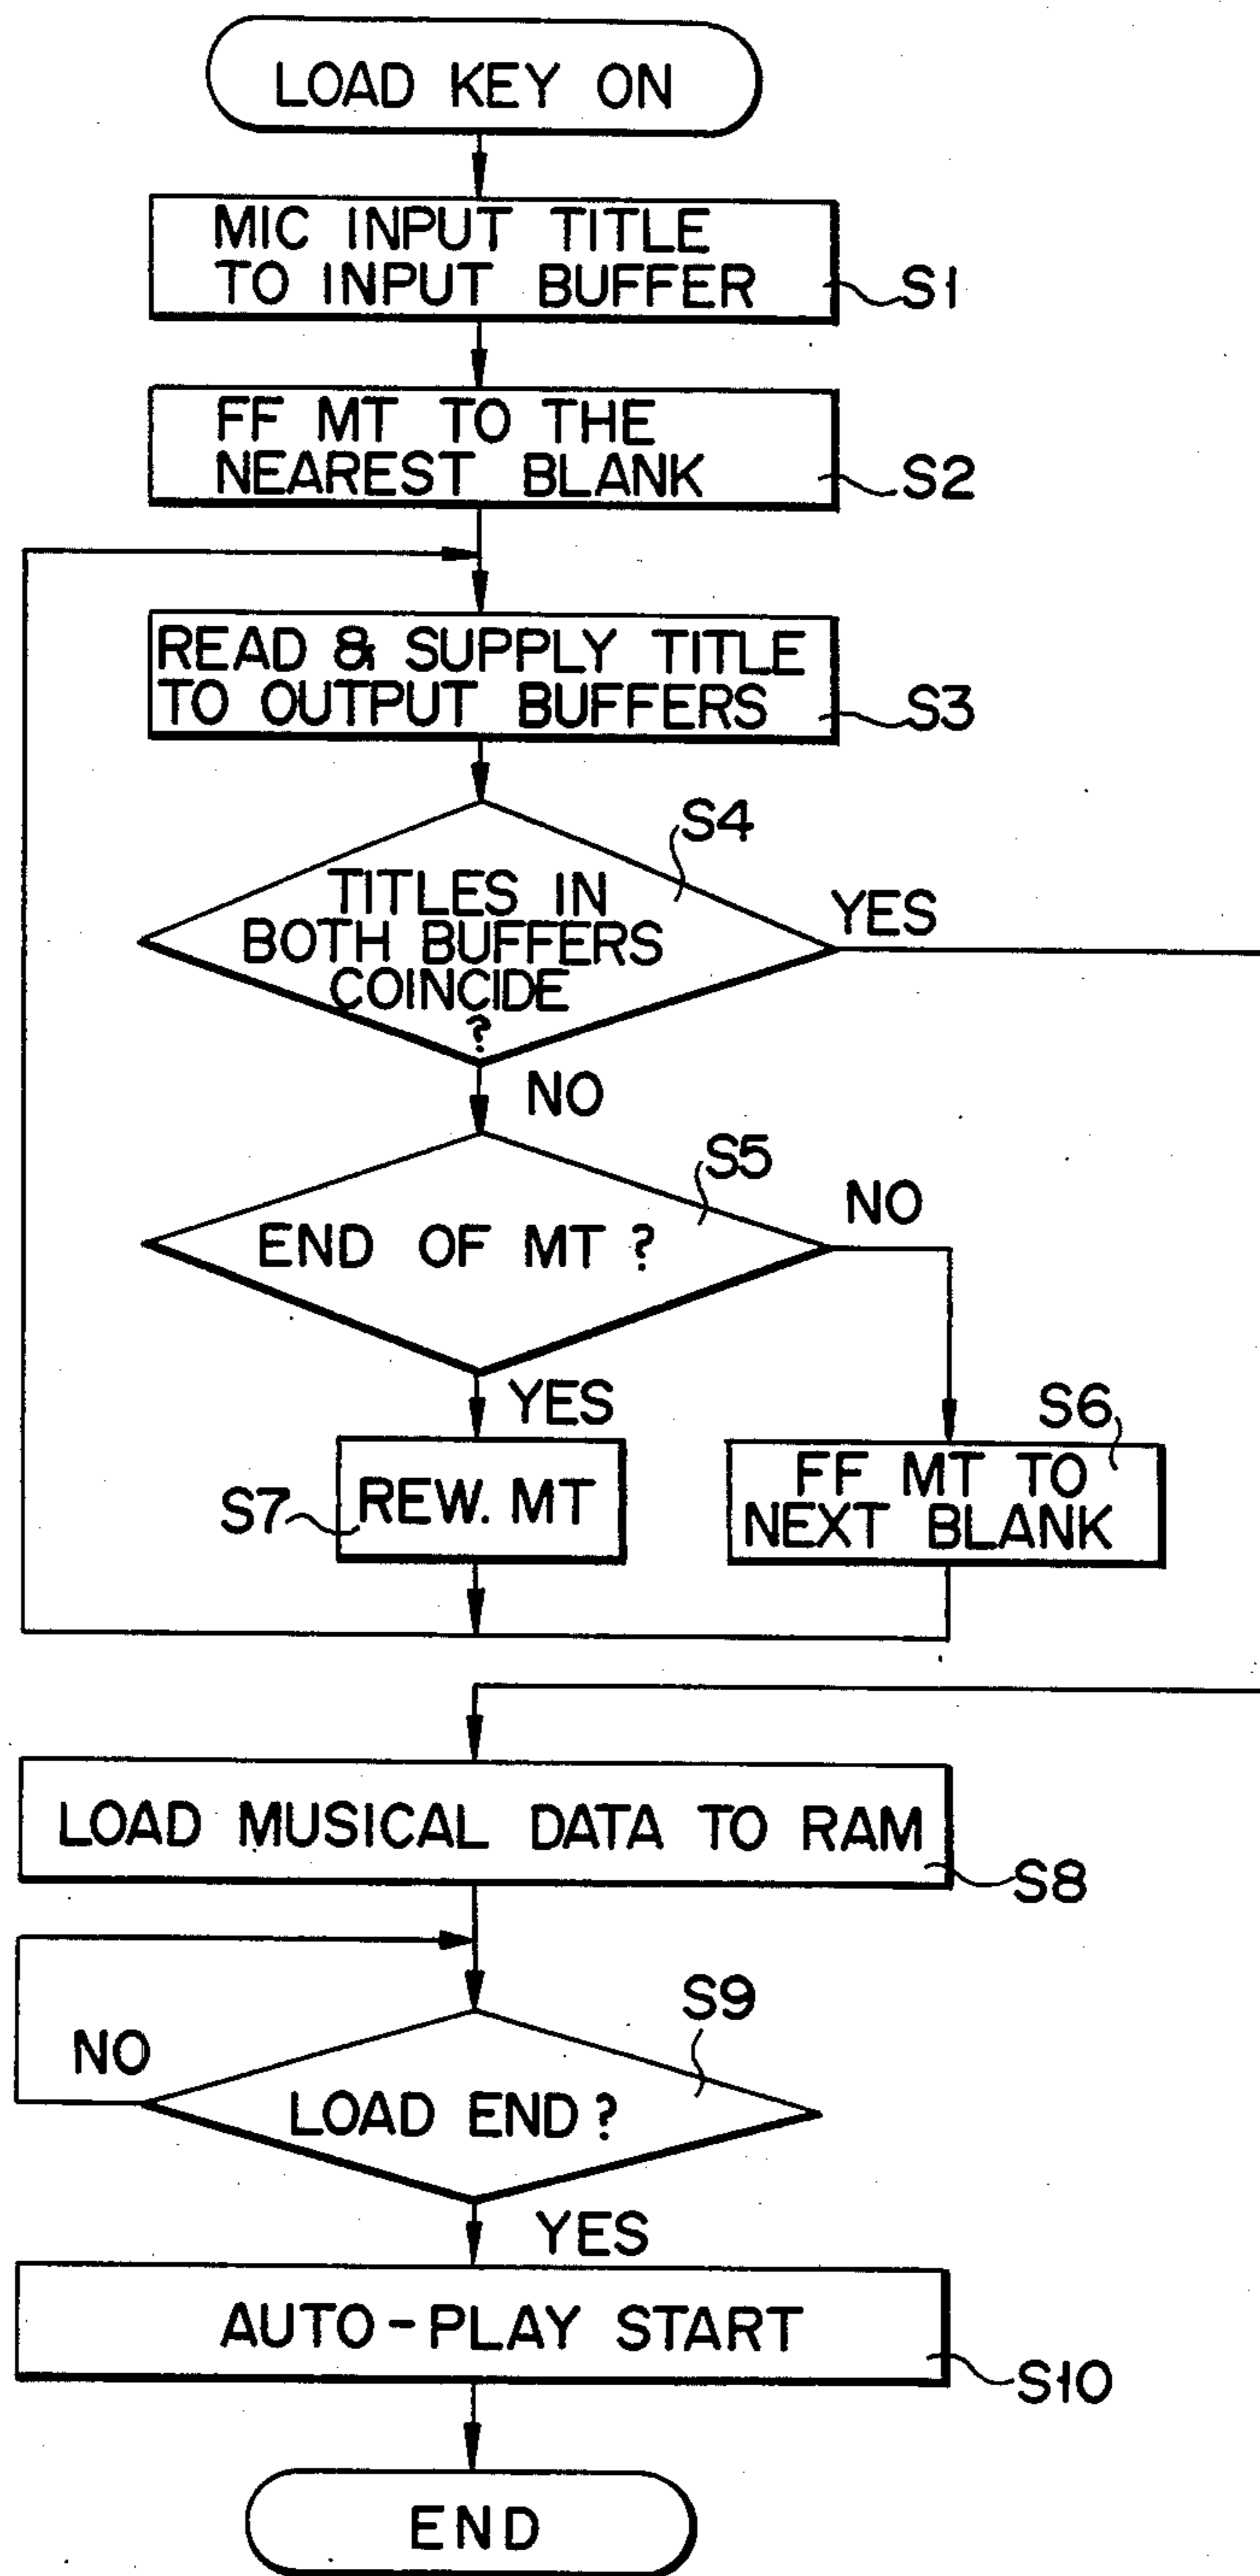 LOAD KEY ON
MIC INPUT TITLE
TO INPUT BUFFER
S1
FF MT TO THE
NEAREST BLANK
S2
READ & SUPPLY TITLE
TO OUTPUT BUFFERS
S3
S4
TITLES IN
BOTH BUFFERS
COINCIDE
?
YES
NO
S5
END OF MT ?
NO
YES
S6
S7
REW. MT
FF MT TO
NEXT BLANK
LOAD MUSICAL DATA TO RAM
S8
S9
NO
LOAD END ?
YES
AUTO-PLAY START
S10
END